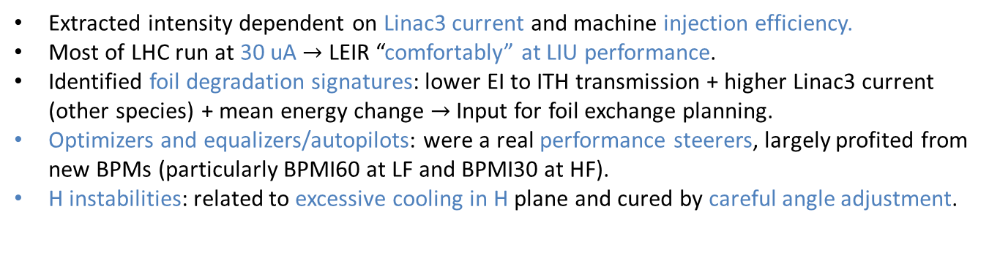 • Extracted intensity dependent on Linac3 current and machine injection efficiency.
• Most of LHC run at 30 uA → LEIR “comfortably” at LIU performance.
• Identified foil degradation signatures: lower EI to ITH transmission + higher Linac3 current
(other species) + mean energy change → Input for foil exchange planning.
• Optimizers and equalizers/autopilots: were a real performance steerers, largely profited from
new BPMs (particularly BPMI60 at LF and BPMI30 at HF).
• H instabilities: related to excessive cooling in H plane and cured by careful angle adjustment.